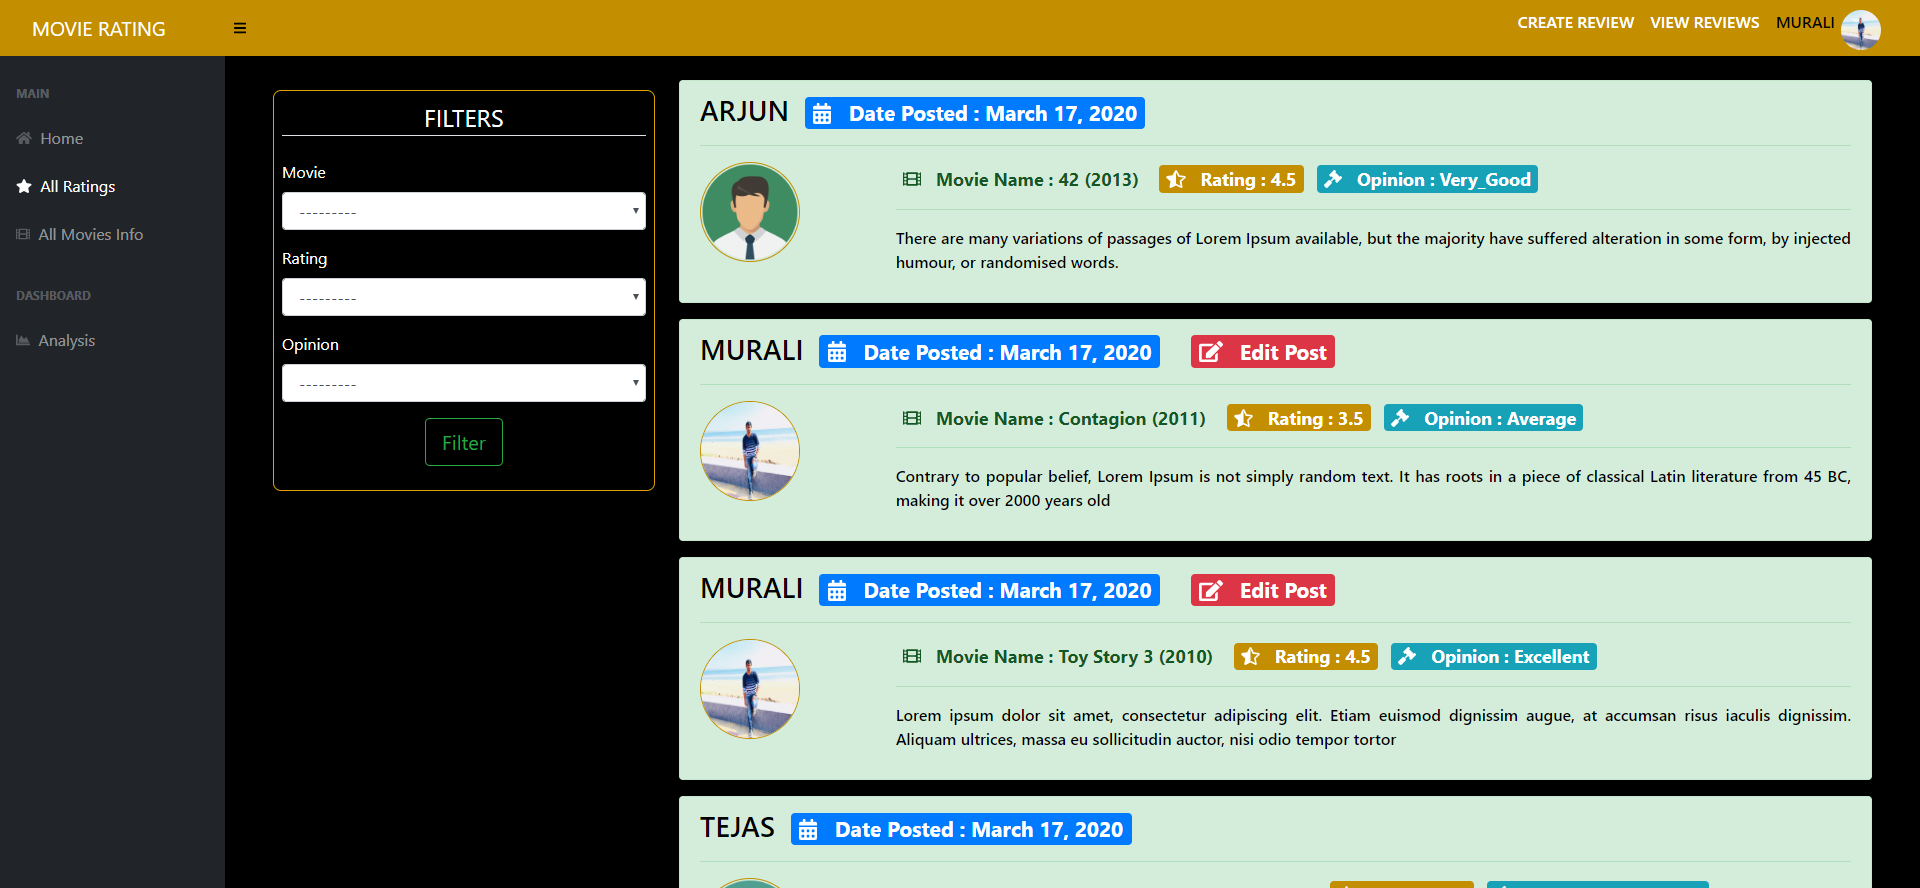 MOVIE RATING
CREATE REVIEW VIEW REVIEWS MURALI
MAIN
Home
All Ratings
All Movies Info
DASHBOARD
Analysis
FILTERS
Movie
---------
Rating
---------
Opinion
---------
Filter
ARJUN Date Posted : March 17, 2020
Movie Name : 42 (2013) Rating : 4.5 Opinion : Very_Good
There are many variations of passages of Lorem Ipsum available, but the majority have suffered alteration in some form, by injected
humour, or randomised words.
MURALI Date Posted : March 17, 2020 Edit Post
Movie Name : Contagion (2011) Rating : 3.5 Opinion : Average
Contrary to popular belief, Lorem Ipsum is not simply random text. It has roots in a piece of classical Latin literature from 45 BC,
making it over 2000 years old
MURALI Date Posted : March 17, 2020 Edit Post
Movie Name : Toy Story 3 (2010) Rating : 4.5 Opinion : Excellent
Lorem ipsum dolor sit amet, consectetur adipiscing elit. Etiam euismod dignissim augue, at accumsan risus iaculis dignissim.
Aliquam ultrices, massa eu sollicitudin auctor, nisi odio tempor tortor
TEJAS Date Posted : March 17, 2020